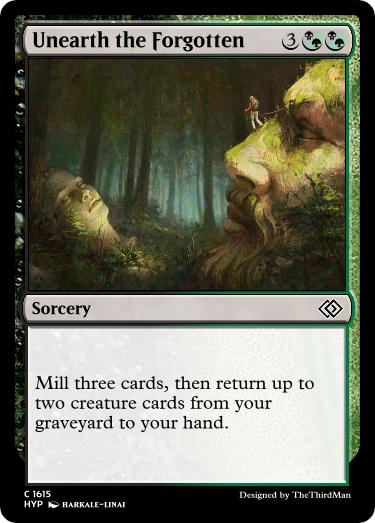 Unearth the Forgotten 3
Sorcery
Mill three cards, then return up to
two creature cards from your
graveyard to your hand.
C 1615
HYP HARKALE-LINAI
Designed by TheThirdMan